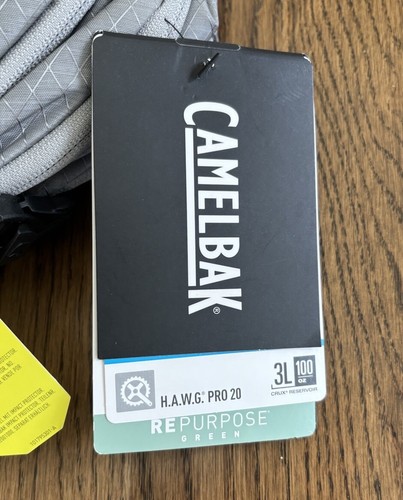 CAMELBAK®
H.A.W.G.® PRO 20
3L 100 OZ
CRUX® RESERVOIR
REPURPOSE®
GREEN